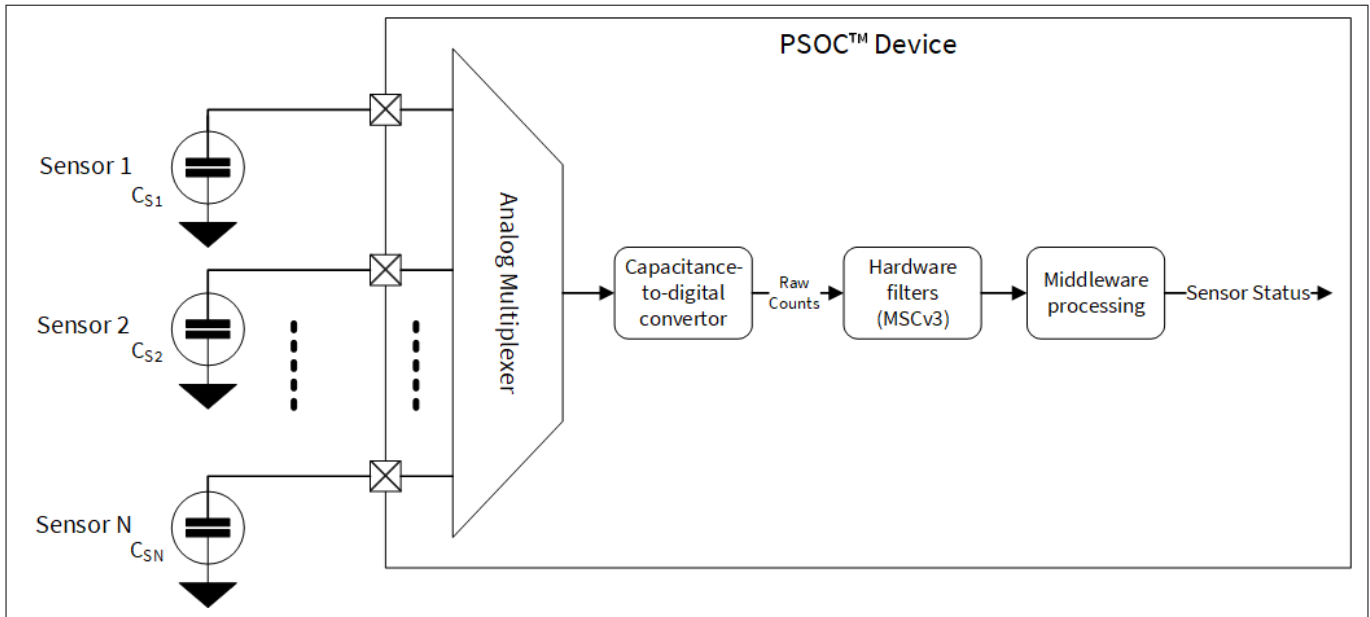 PSOC™ Device
Sensor 1
CS1
Sensor 2
CS2
Sensor N
CSN
Analog Multiplexer
Capacitance-
to-digital
convertor
Raw
Counts
Hardware
filters
(MSCv3)
Middleware
processing
Sensor Status